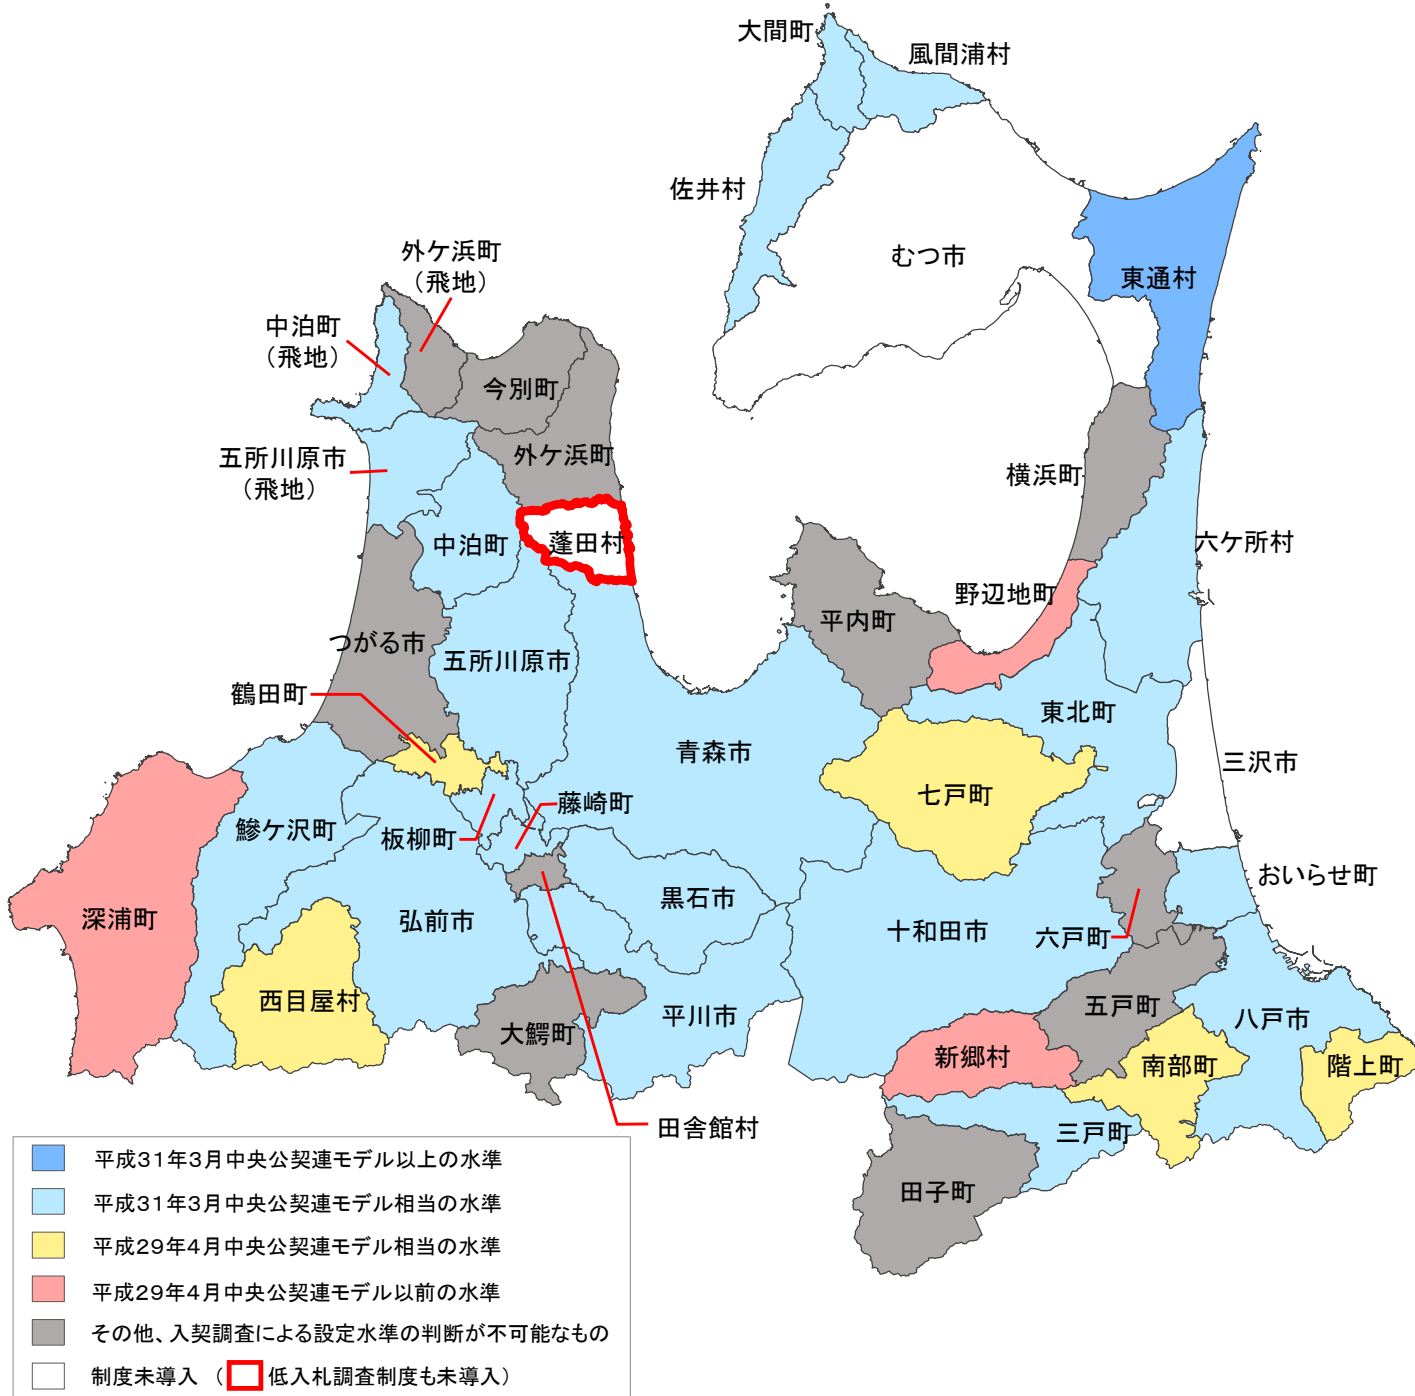 大間町
風間浦村
佐井村
むつ市
東通村
外ケ浜町
（飛地）
中泊町
（飛地）
今別町
外ケ浜町
五所川原市
（飛地）
横浜町
中泊町
蓬田村
六ケ所村
野辺地町
平内町
つがる市
五所川原市
鶴田町
東北町
青森市
三沢市
七戸町
藤崎町
鰺ケ沢町
板柳町
おいらせ町
黒石市
深浦町
弘前市
十和田市
六戸町
西目屋村
五戸町
平川市
八戸市
大鰐町
新郷村
南部町
階上町
田舎館村
三戸町
田子町
平成31年3月中央公契連モデル以上の水準
平成31年3月中央公契連モデル相当の水準
平成29年4月中央公契連モデル相当の水準
平成29年4月中央公契連モデル以前の水準
その他、入契調査による設定水準の判断が不可能なもの
制度未導入 （ 低入札調査制度も未導入）